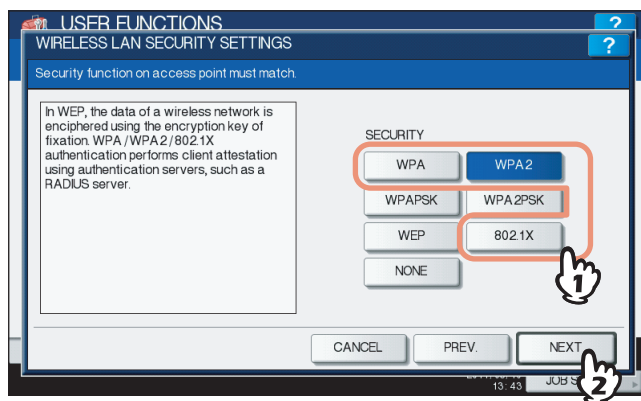 USER FUNCTIONS
?
WIRELESS LAN SECURITY SETTINGS
?
Security function on access point must match.
In WEP, the data of a wireless network is
enciphered using the encryption key of
fixation. WPA/WPA2/802.1X
authentication performs client attestation
using authentication servers, such as a
RADIUS server.
SECURITY
WPA WPA2
WPAPSK WPA2PSK
WEP 802.1X
NONE
1
CANCEL PREV. NEXT
13:43 JOB S
2